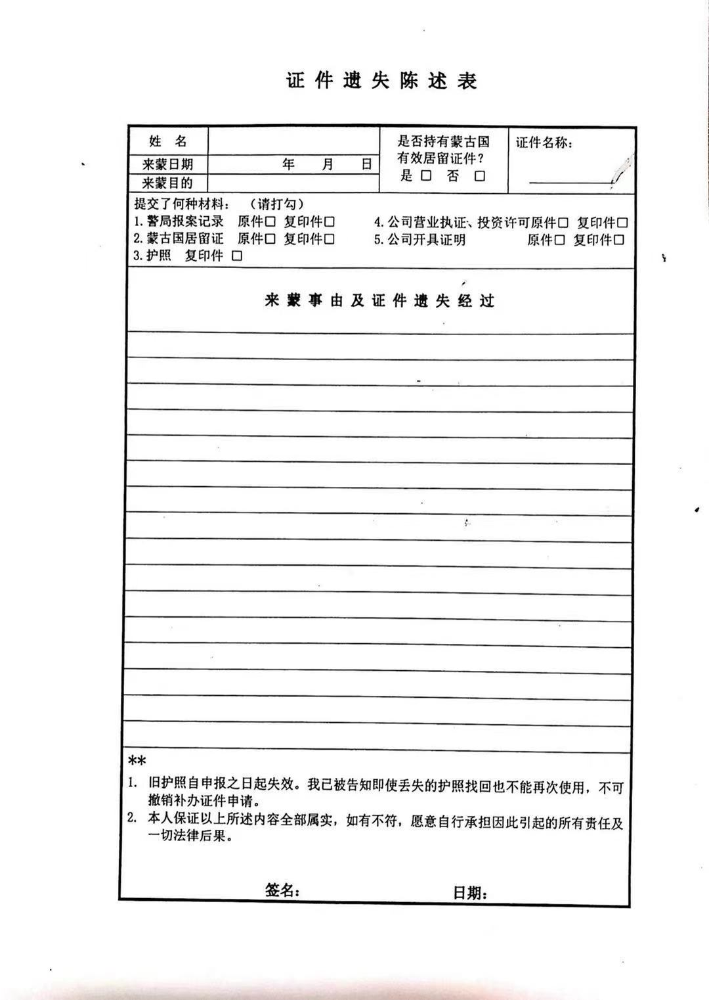 证件遗失陈述表
姓 名
是否持有蒙古国
有效居留证件？
是 □ 否 □
证件名称：
来蒙日期 年 月 日
来蒙目的
提交了何种材料： （请打勾）
1.警局报案记录 原件□ 复印件□ 4.公司营业执证、投资许可原件□ 复印件□
2.蒙古国居留证 原件□ 复印件□ 5.公司开具证明 原件□ 复印件□
3.护照 复印件 □
来蒙事由及证件遗失经过
**
1. 旧护照自申报之日起失效。我已被告知即使丢失的护照找回也不能再次使用，不可
撤销补办证件申请。
2. 本人保证以上所述内容全部属实，如有不符，愿意自行承担因此引起的所有责任及
一切法律后果。
签名： 日期：